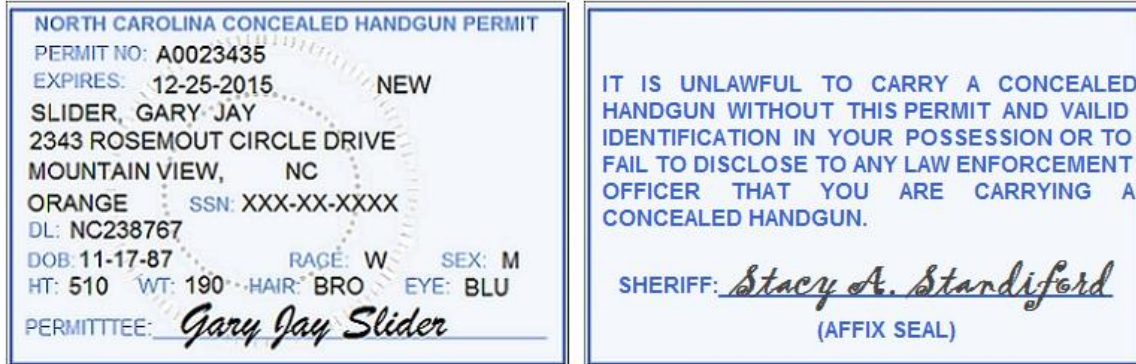 NORTH CAROLINA CONCEALED HANDGUN PERMIT
PERMIT NO: A0023435
EXPIRES: 12-25-2015 NEW
SLIDER, GARY JAY
2343 ROSEMOUT CIRCLE DRIVE
MOUNTAIN VIEW, NC
ORANGE SSN: XXX-XX-XXXX
DL: NC238767
DOB: 11-17-87 RACE: W SEX: M
HT: 510 WT: 190 HAIR: BRO EYE: BLU
PERMITTTEE: Gary Jay Slider
IT IS UNLAWFUL TO CARRY A CONCEALED
HANDGUN WITHOUT THIS PERMIT AND VAILID
IDENTIFICATION IN YOUR POSSESSION OR TO
FAIL TO DISCLOSE TO ANY LAW ENFORCEMENT
OFFICER THAT YOU ARE CARRYING A
CONCEALED HANDGUN.
SHERIFF: Stacy A. Standiford
(AFFIX SEAL)